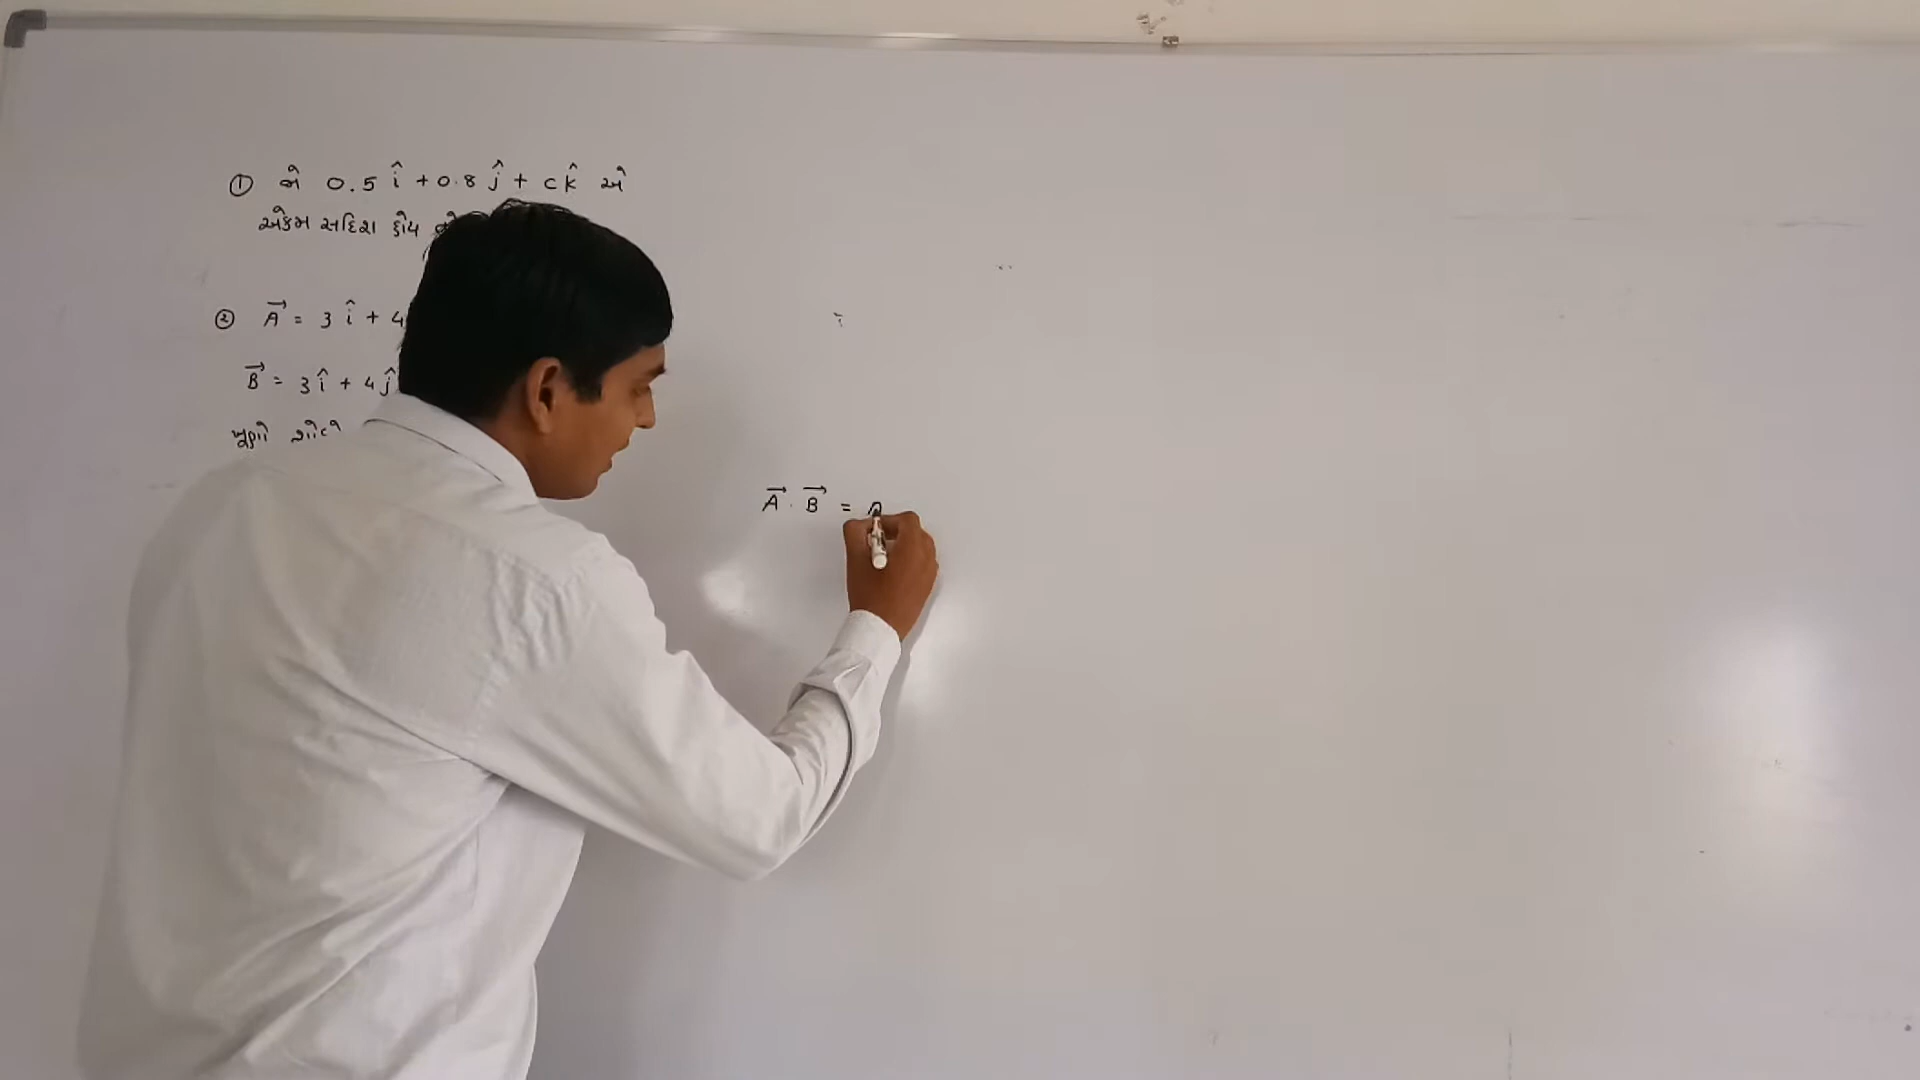 ① જો 0.5 î + 0.8 ĵ + c k̂ એ
એકમ સદિશ હોય
② A⃗ = 3 î + 4
B⃗ = 3 î + 4 ĵ
ખૂણો શોધો
A⃗ . B⃗ = A